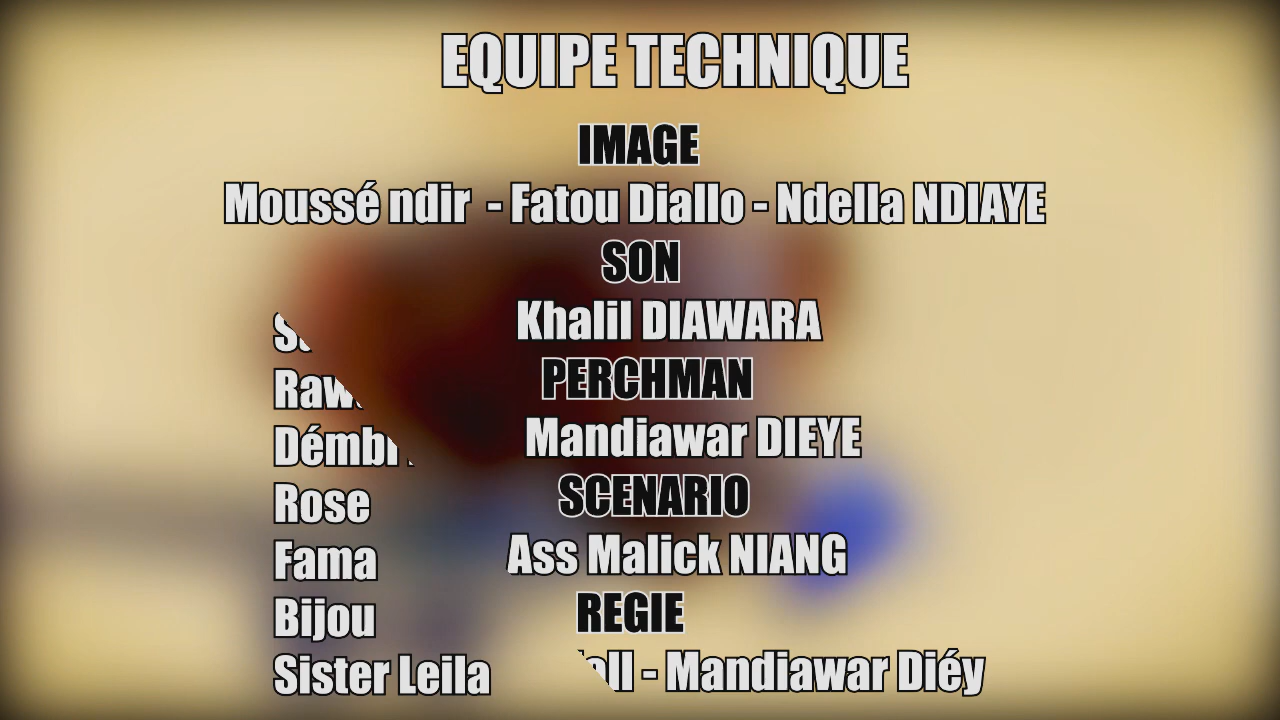 EQUIPE TECHNIQUE
IMAGE
Moussé ndir - Fatou Diallo - Ndella NDIAYE
SON
Khalil DIAWARA
PERCHMAN
Mandiawar DIEYE
SCENARIO
Rose
Ass Malick NIANG
Fama
REGIE
Bijou
- Mandiawar Diéy
Sister Leila